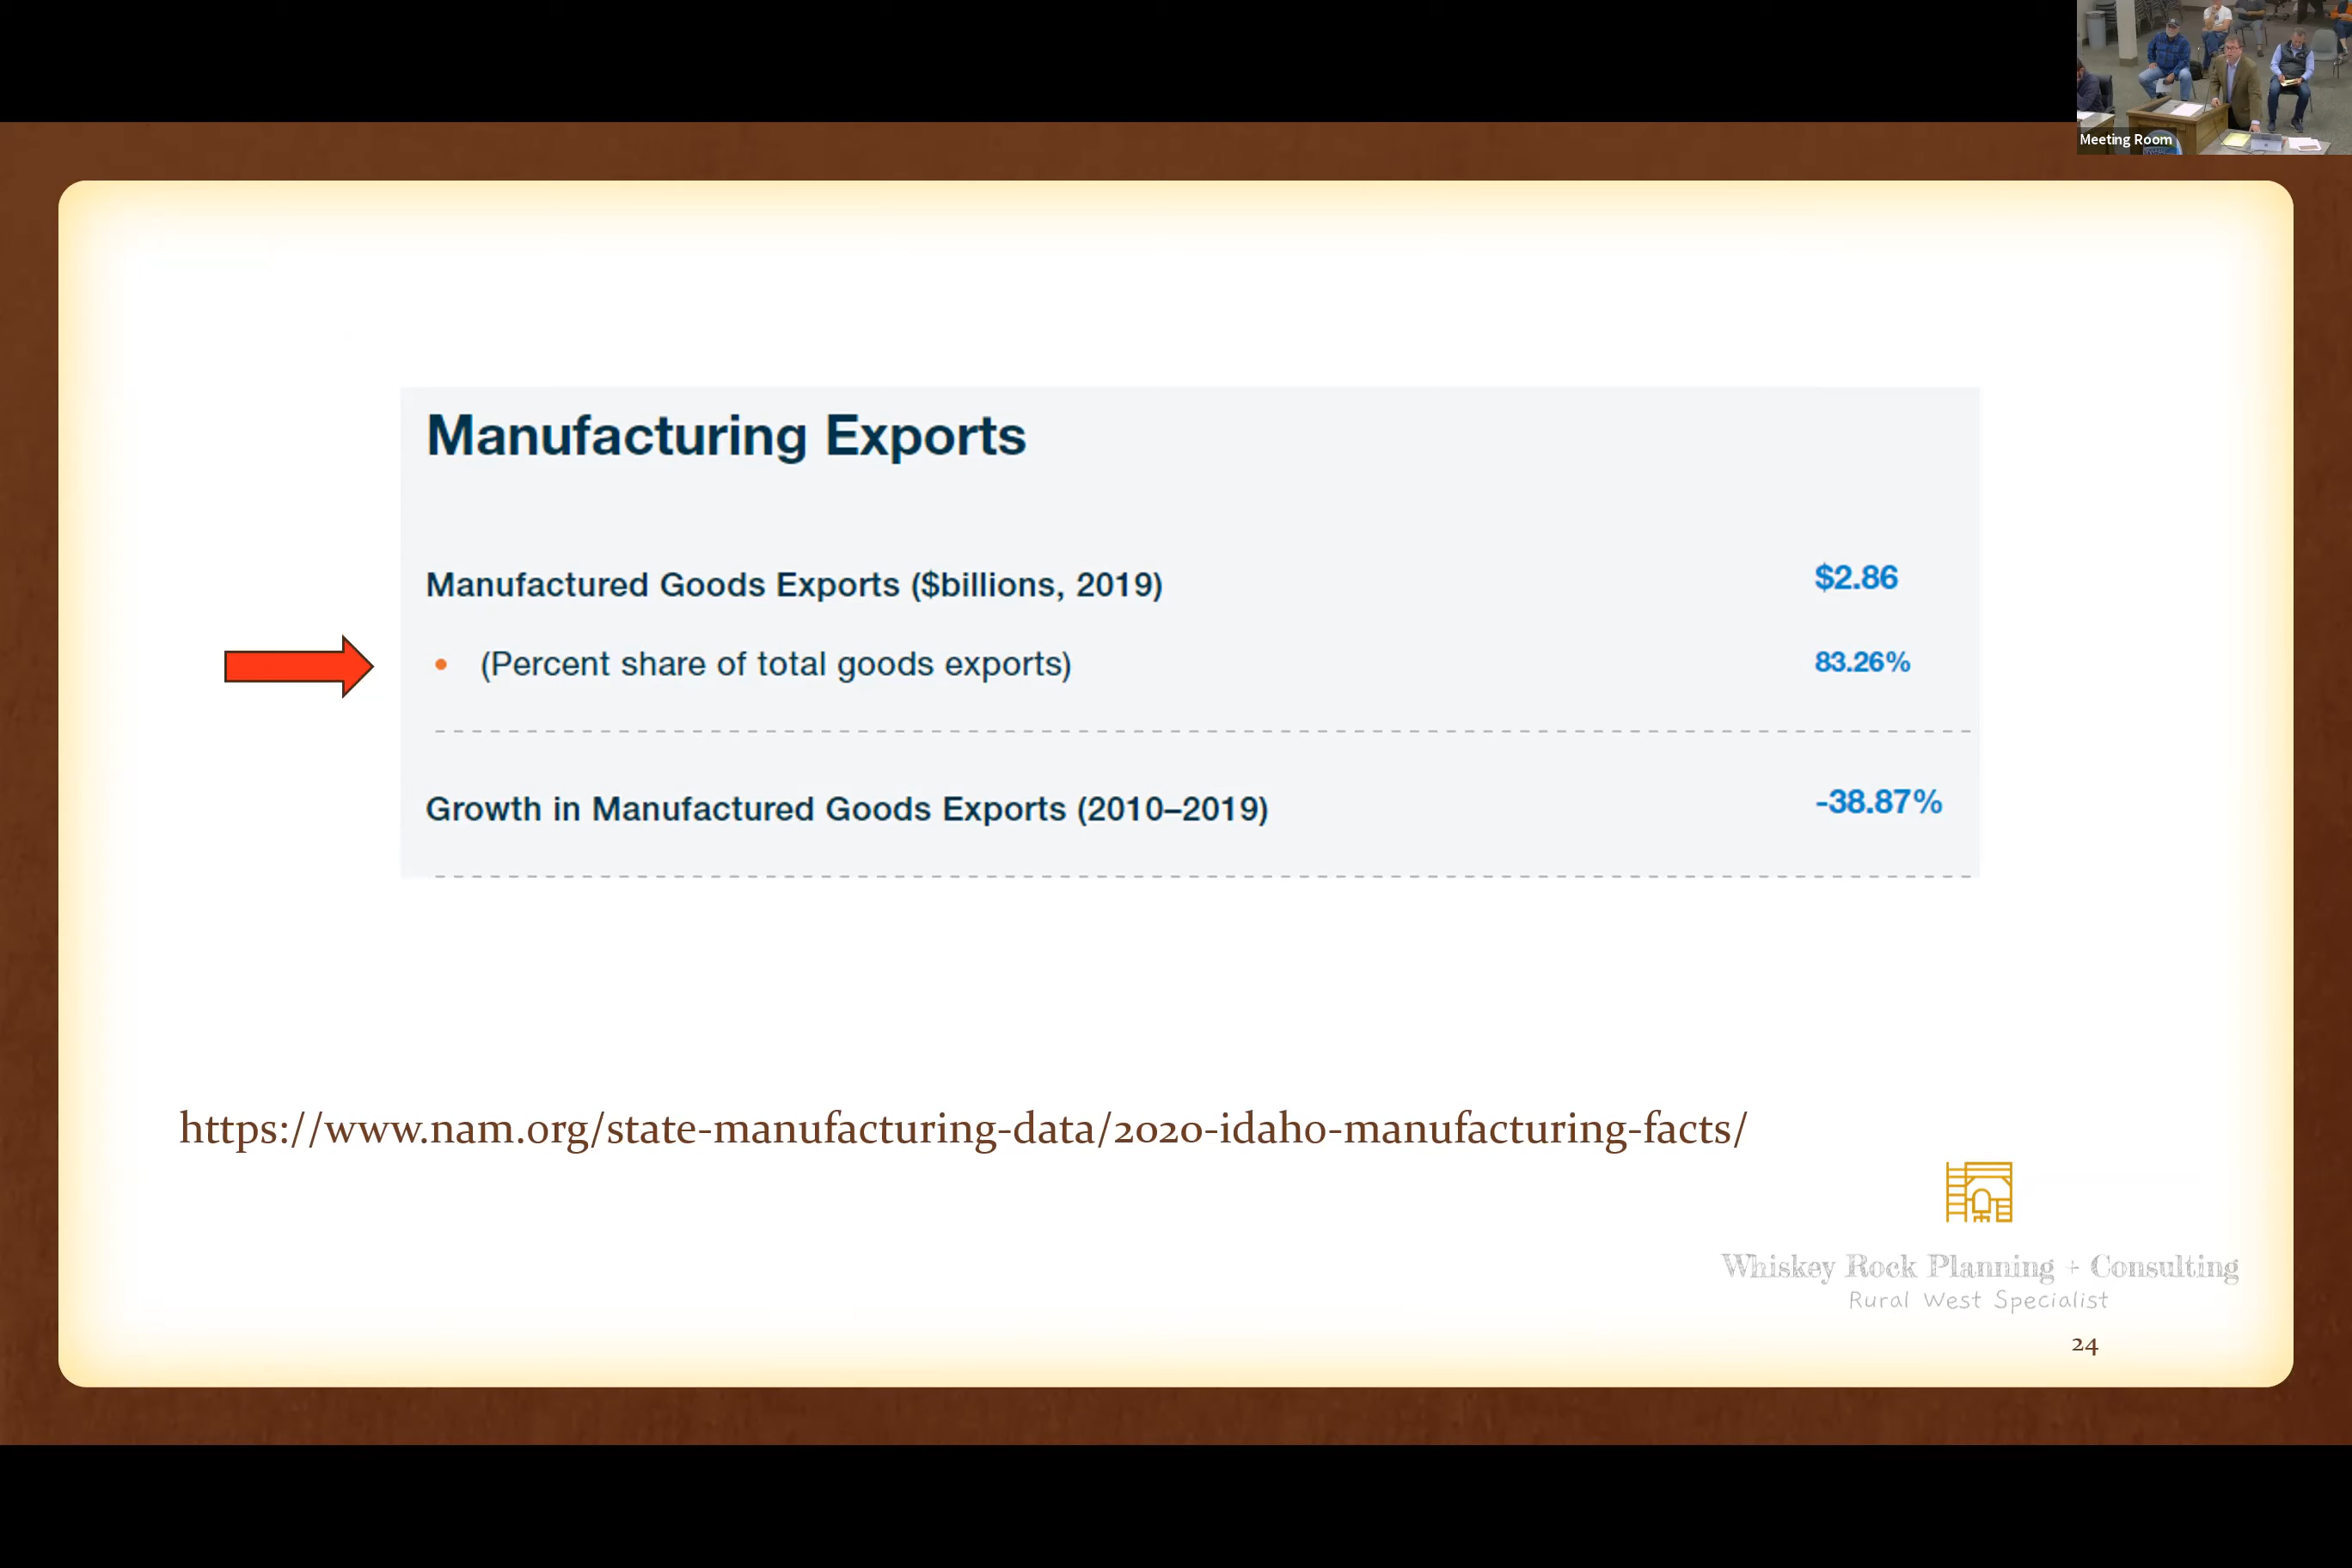 Meeting Room
Manufacturing Exports
Manufactured Goods Exports ($billions, 2019) $2.86
• (Percent share of total goods exports) 83.26%
Growth in Manufactured Goods Exports (2010–2019) -38.87%
https://www.nam.org/state-manufacturing-data/2020-idaho-manufacturing-facts/
Whiskey Rock Planning + Consulting
Rural West Specialist
24